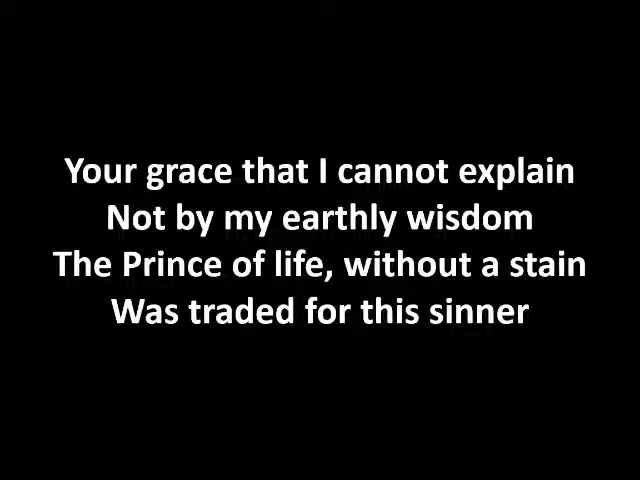 Your grace that I cannot explain
Not by my earthly wisdom
The Prince of life, without a stain
Was traded for this sinner